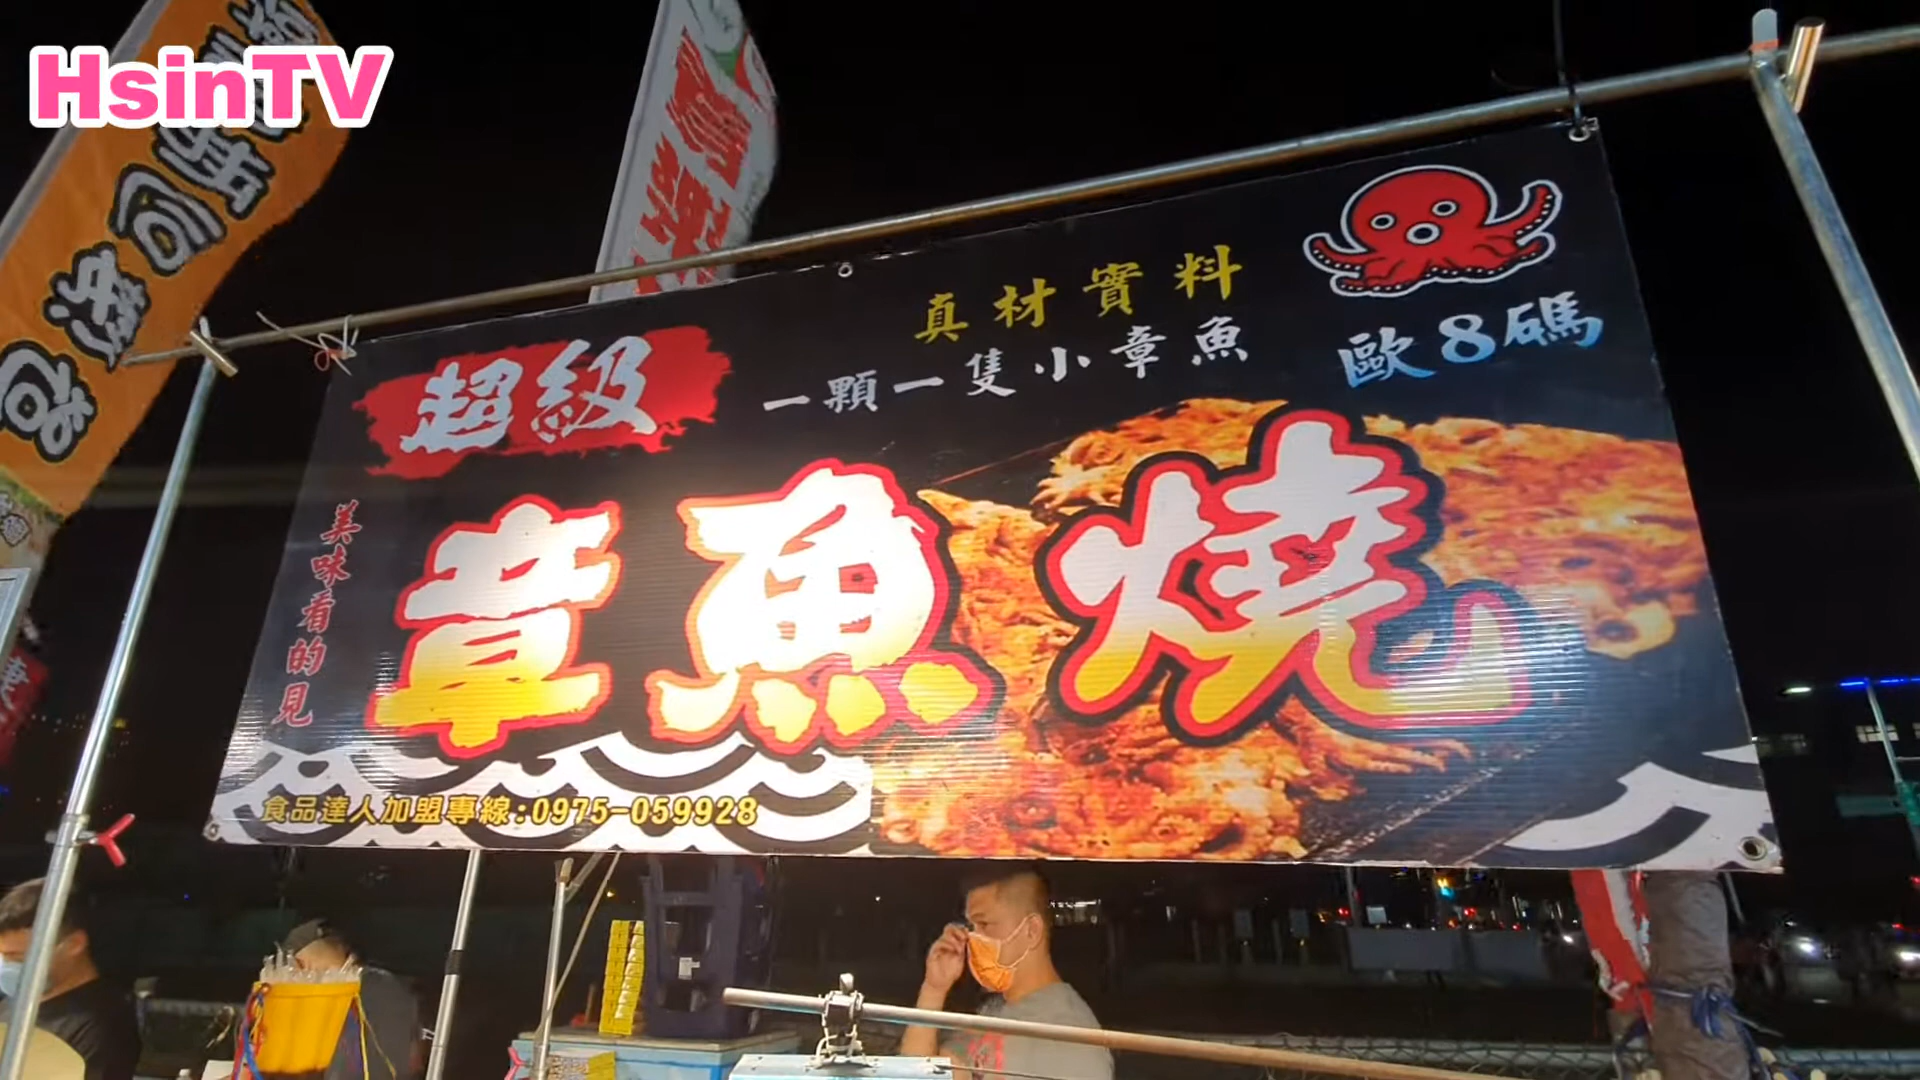 HsinTV
真材實料
一顆一隻小章魚
歐8碼
超級
章魚燒
美味看的見
食品達人加盟專線:0975-059928